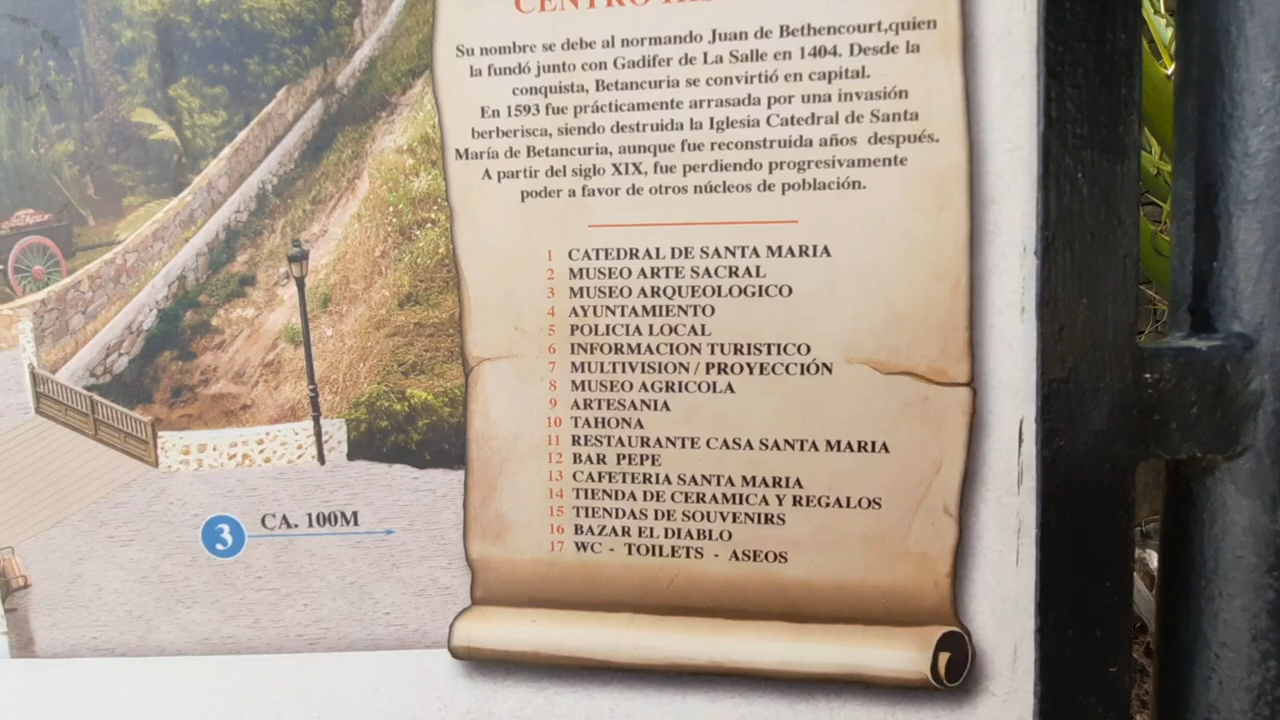 CENTRO
Su nombre se debe al normando Juan de Bethencourt,quien
la fundó junto con Gadifer de La Salle en 1404. Desde la
conquista, Betancuria se convirtió en capital.
En 1593 fue prácticamente arrasada por una invasión
berberisca, siendo destruida la Iglesia Catedral de Santa
María de Betancuria, aunque fue reconstruida años después.
A partir del siglo XIX, fue perdiendo progresivamente
poder a favor de otros núcleos de población.
1 CATEDRAL DE SANTA MARIA
2 MUSEO ARTE SACRAL
3 MUSEO ARQUEOLOGICO
4 AYUNTAMIENTO
5 POLICIA LOCAL
6 INFORMACION TURISTICO
7 MULTIVISION / PROYECCIÓN
8 MUSEO AGRICOLA
9 ARTESANIA
10 TAHONA
11 RESTAURANTE CASA SANTA MARIA
12 BAR PEPE
13 CAFETERIA SANTA MARIA
14 TIENDA DE CERAMICA Y REGALOS
15 TIENDAS DE SOUVENIRS
16 BAZAR EL DIABLO
17 WC - TOILETS - ASEOS
3 CA. 100M